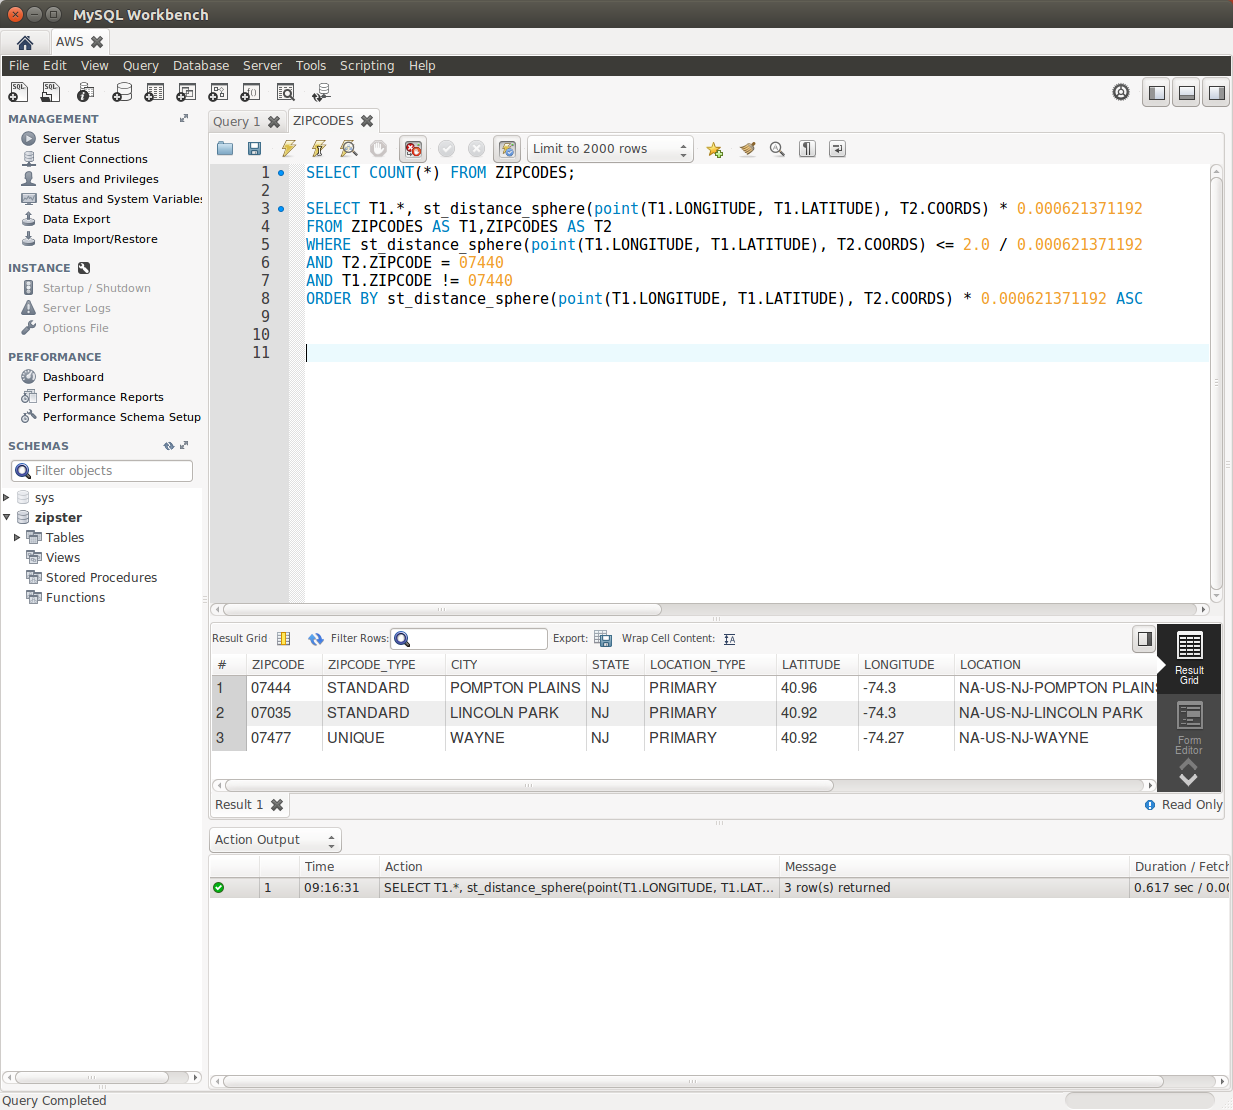 MySQL Workbench
AWS
File Edit View Query Database Server Tools Scripting Help
MANAGEMENT
Server Status
Client Connections
Users and Privileges
Status and System Variables
Data Export
Data Import/Restore
INSTANCE
Startup / Shutdown
Server Logs
Options File
PERFORMANCE
Dashboard
Performance Reports
Performance Schema Setup
SCHEMAS
Filter objects
sys
zipster
Tables
Views
Stored Procedures
Functions
Query 1 ZIPCODES
Limit to 2000 rows
1 SELECT COUNT(*) FROM ZIPCODES;
2
3 SELECT T1.*, st_distance_sphere(point(T1.LONGITUDE, T1.LATITUDE), T2.COORDS) * 0.000621371192
4 FROM ZIPCODES AS T1,ZIPCODES AS T2
5 WHERE st_distance_sphere(point(T1.LONGITUDE, T1.LATITUDE), T2.COORDS) <= 2.0 / 0.000621371192
6 AND T2.ZIPCODE = 07440
7 AND T1.ZIPCODE != 07440
8 ORDER BY st_distance_sphere(point(T1.LONGITUDE, T1.LATITUDE), T2.COORDS) * 0.000621371192 ASC
9
10
11
Result Grid Filter Rows: Export: Wrap Cell Content:
# ZIPCODE ZIPCODE_TYPE CITY STATE LOCATION_TYPE LATITUDE LONGITUDE LOCATION
1 07444 STANDARD POMPTON PLAINS NJ PRIMARY 40.96 -74.3 NA-US-NJ-POMPTON PLAINS
2 07035 STANDARD LINCOLN PARK NJ PRIMARY 40.92 -74.3 NA-US-NJ-LINCOLN PARK
3 07477 UNIQUE WAYNE NJ PRIMARY 40.92 -74.27 NA-US-NJ-WAYNE
Result Grid
Form Editor
Result 1
Read Only
Action Output
Time Action Message Duration / Fetch
1 09:16:31 SELECT T1.*, st_distance_sphere(point(T1.LONGITUDE, T1.LAT... 3 row(s) returned 0.617 sec / 0.00
Query Completed